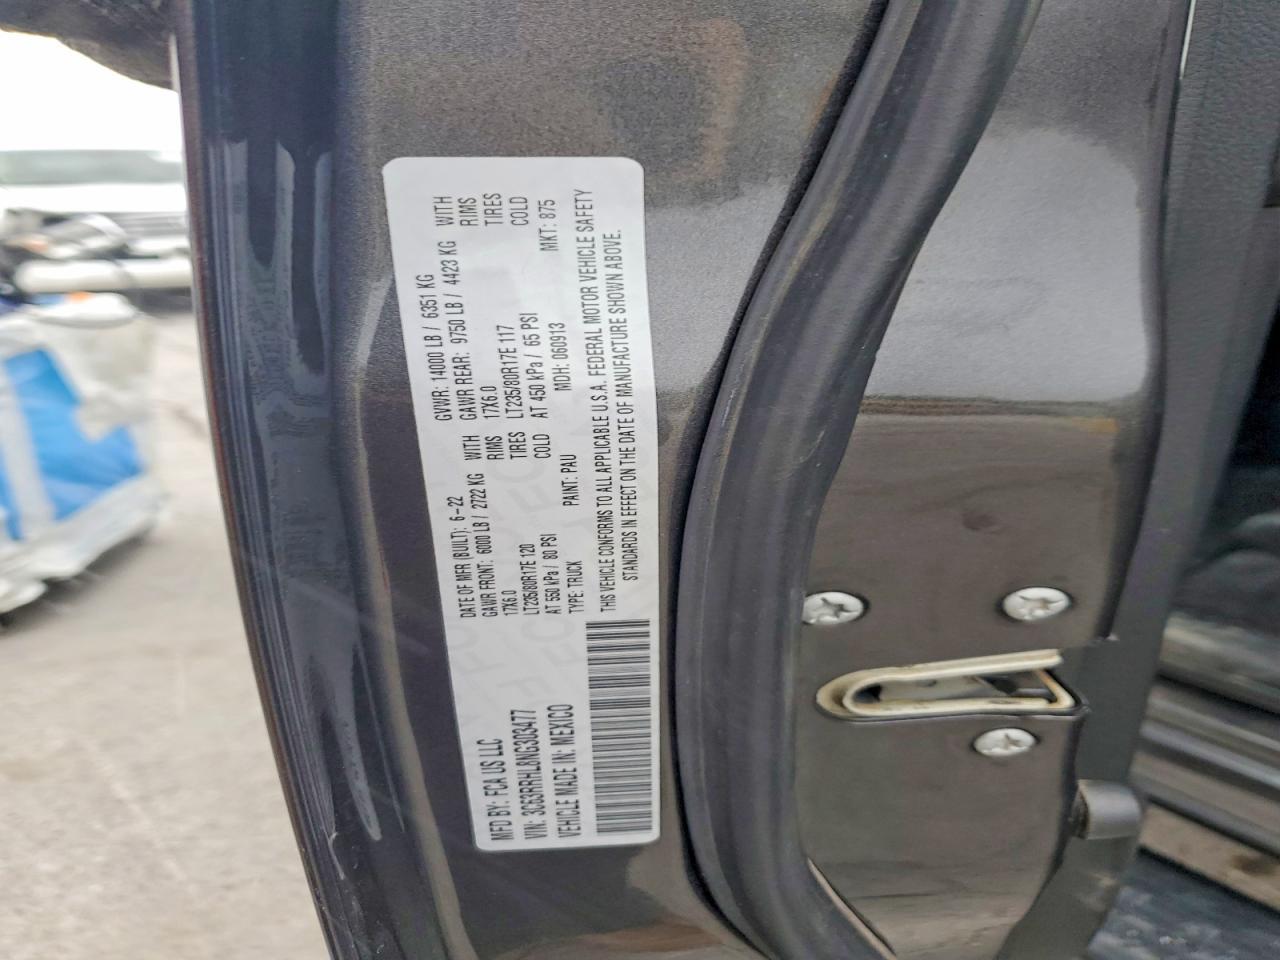 MFD BY: FCA US LLC DATE OF MFR (BUILT): 6-22 GVWR: 14000 LB / 6351 KG
GAWR FRONT: 6000 LB / 2722 KG WITH GAWR REAR: 9750 LB / 4423 KG WITH
VIN: 3C63RRHL8NG303477 17X6.0 RIMS 17X6.0 RIMS
LT235/80R17E 120 TIRES LT235/80R17E 117 TIRES
VEHICLE MADE IN: MEXICO AT 550 kPa / 80 PSI COLD AT 450 kPa / 65 PSI COLD
TYPE: TRUCK PAINT: PAU MDH: 060913 MKT: 875
THIS VEHICLE CONFORMS TO ALL APPLICABLE U.S.A. FEDERAL MOTOR VEHICLE SAFETY
STANDARDS IN EFFECT ON THE DATE OF MANUFACTURE SHOWN ABOVE.